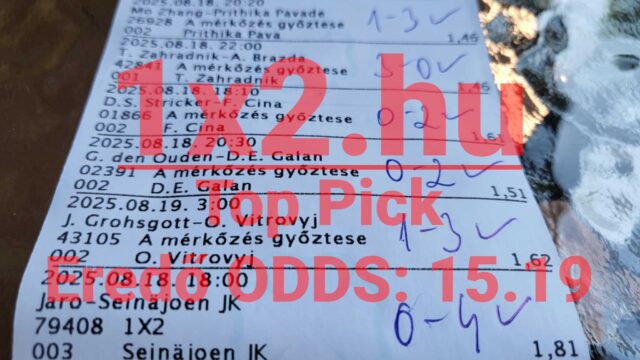 2025.08.18. 20:20
Mo Zhang-Prithika Pavade
26928 A mérkőzés győztese 1-3 ✓
002 Prithika Pava 1,46
2025.08.18. 22:00
T. Zahradnik-A. Brazda
42841 A mérkőzés győztese 3-0 ✓
001 T. Zahradnik 1,46
2025.08.18. 18:10
D.S. Stricker-F. Cina
01866 A mérkőzés győztese 0-2 ✓
002 F. Cina 1,61
2025.08.18. 20:30
G. den Ouden-D.E. Galan
02391 A mérkőzés győztese 0-2 ✓
002 D.E. Galan 1,51
2025.08.19. 3:00
J. Grohsgott-O. Vitrovyj
43105 A mérkőzés győztese 1-3 ✓
002 O. Vitrovyj 1,62
2025.08.18. 18:00
Jaro-Seinäjoen JK
79408 1X2 0-4 ✓
003 Seinäjoen JK 1,81
1x2.hu
Top Pick
Eredő ODDS: 15.19